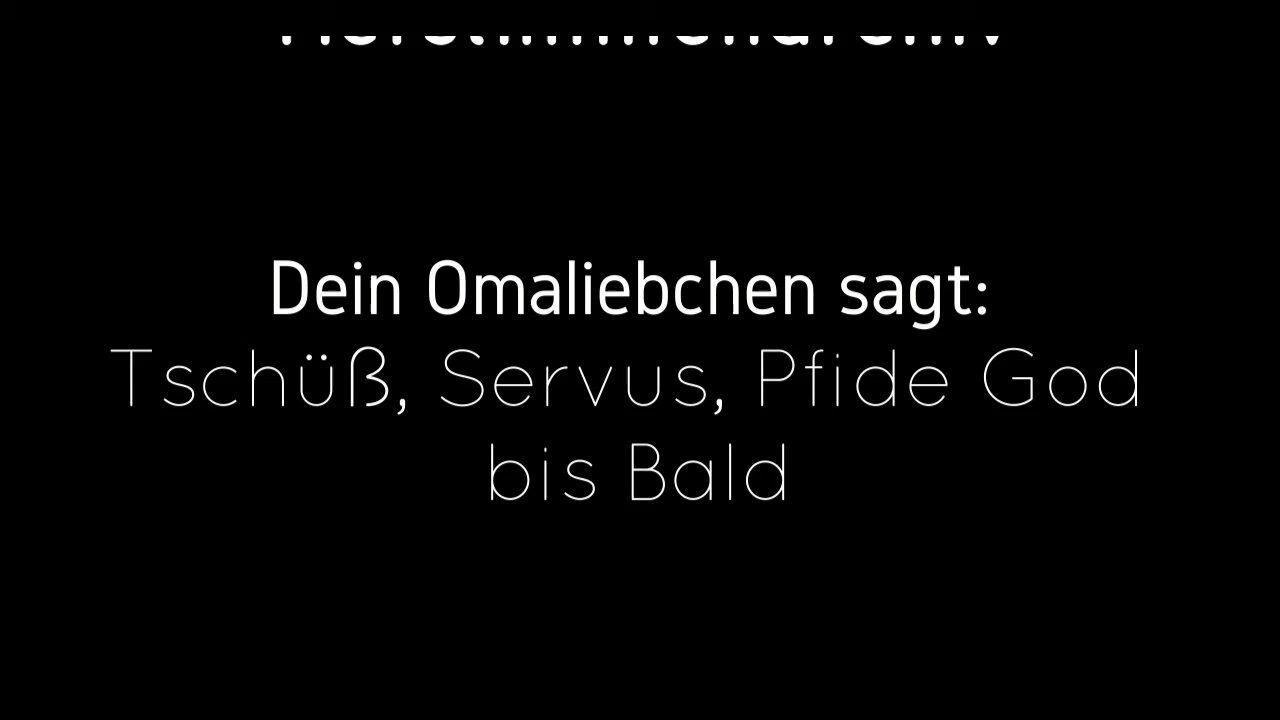 Dein Omaliebchen sagt:
Tschüß, Servus, Pfide God
bis Bald